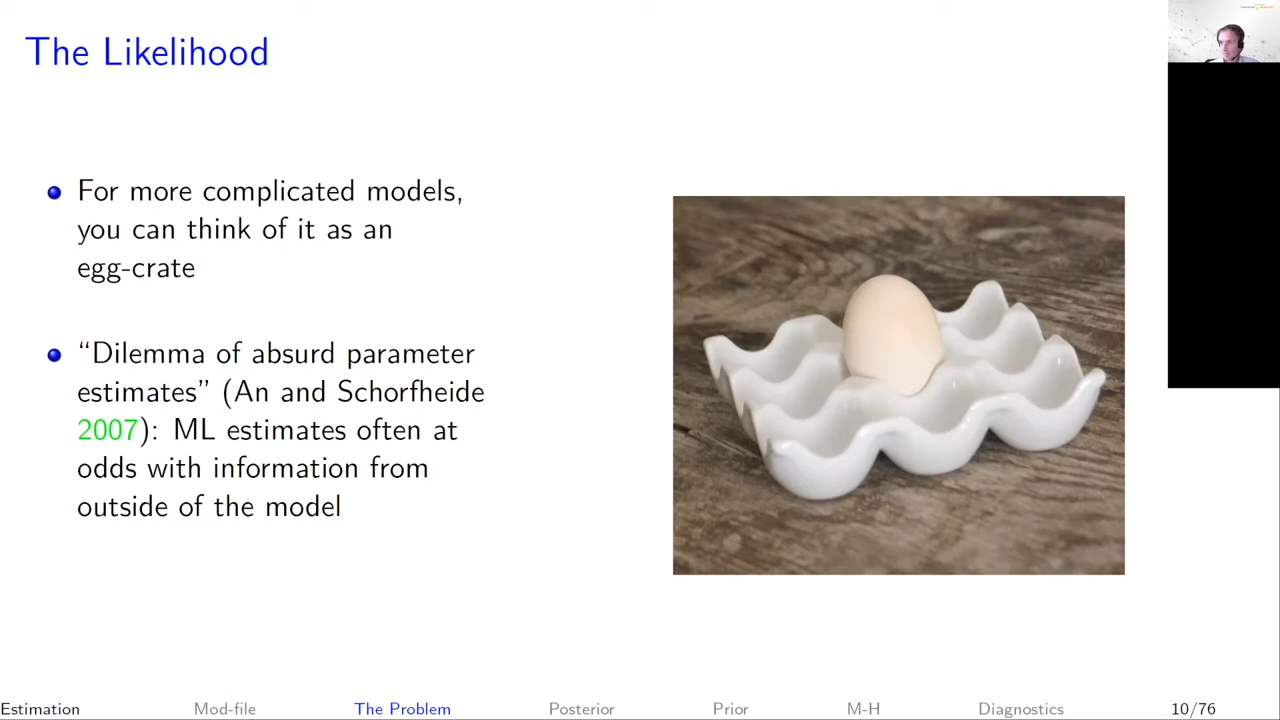 The Likelihood
For more complicated models,
you can think of it as an
egg-crate
“Dilemma of absurd parameter
estimates” (An and Schorfheide
2007): ML estimates often at
odds with information from
outside of the model
Estimation Mod-file The Problem Posterior Prior M-H Diagnostics 10/76